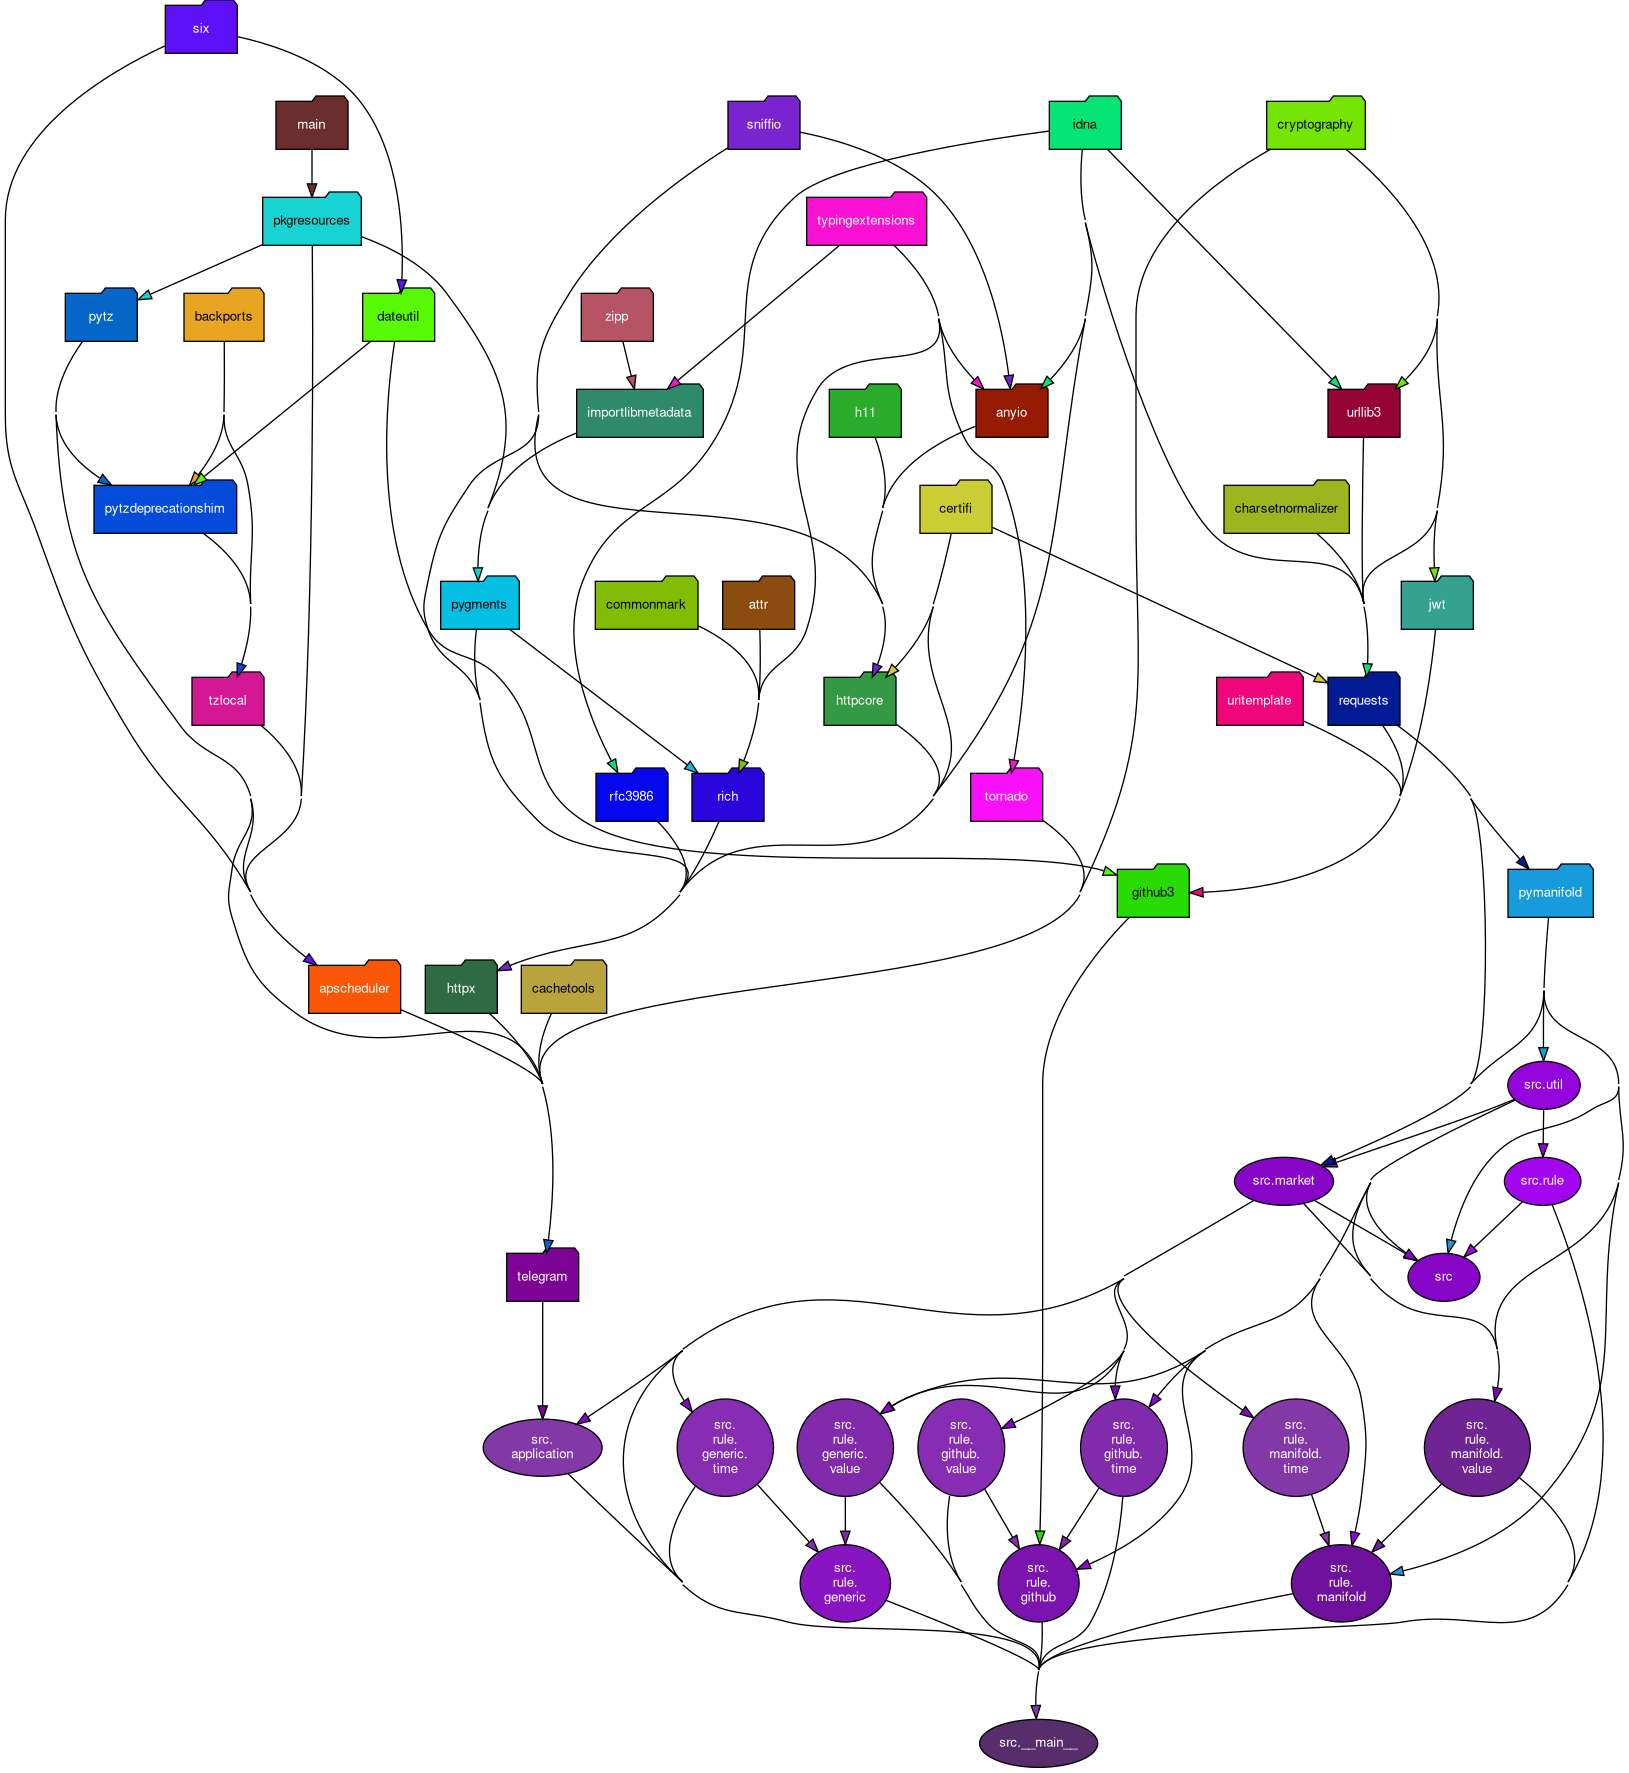 six
main
sniffio
idna
cryptography
pkgresources
typingextensions
pytz
backports
dateutil
zipp
importlibmetadata
h11
anyio
urllib3
pytzdeprecationshim
certifi
charsetnormalizer
pygments
commonmark
attr
jwt
tzlocal
httpcore
uritemplate
requests
rfc3986
rich
tornado
github3
pymanifold
apscheduler
httpx
cachetools
src.util
src.market
src.rule
telegram
src
src.
application
src.
rule.
generic.
time
src.
rule.
generic.
value
src.
rule.
github.
value
src.
rule.
github.
time
src.
rule.
manifold.
time
src.
rule.
manifold.
value
src.
rule.
generic
src.
rule.
github
src.
rule.
manifold
src.__main__